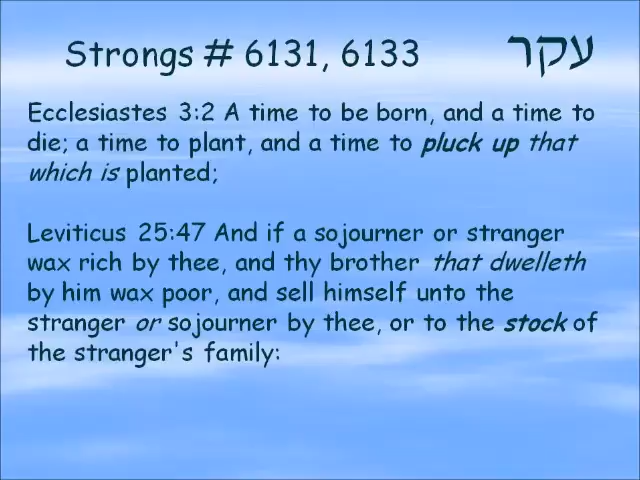 Strongs # 6131, 6133 עקר
Ecclesiastes 3:2 A time to be born, and a time to
die; a time to plant, and a time to pluck up that
which is planted;
Leviticus 25:47 And if a sojourner or stranger
wax rich by thee, and thy brother that dwelleth
by him wax poor, and sell himself unto the
stranger or sojourner by thee, or to the stock of
the stranger's family: